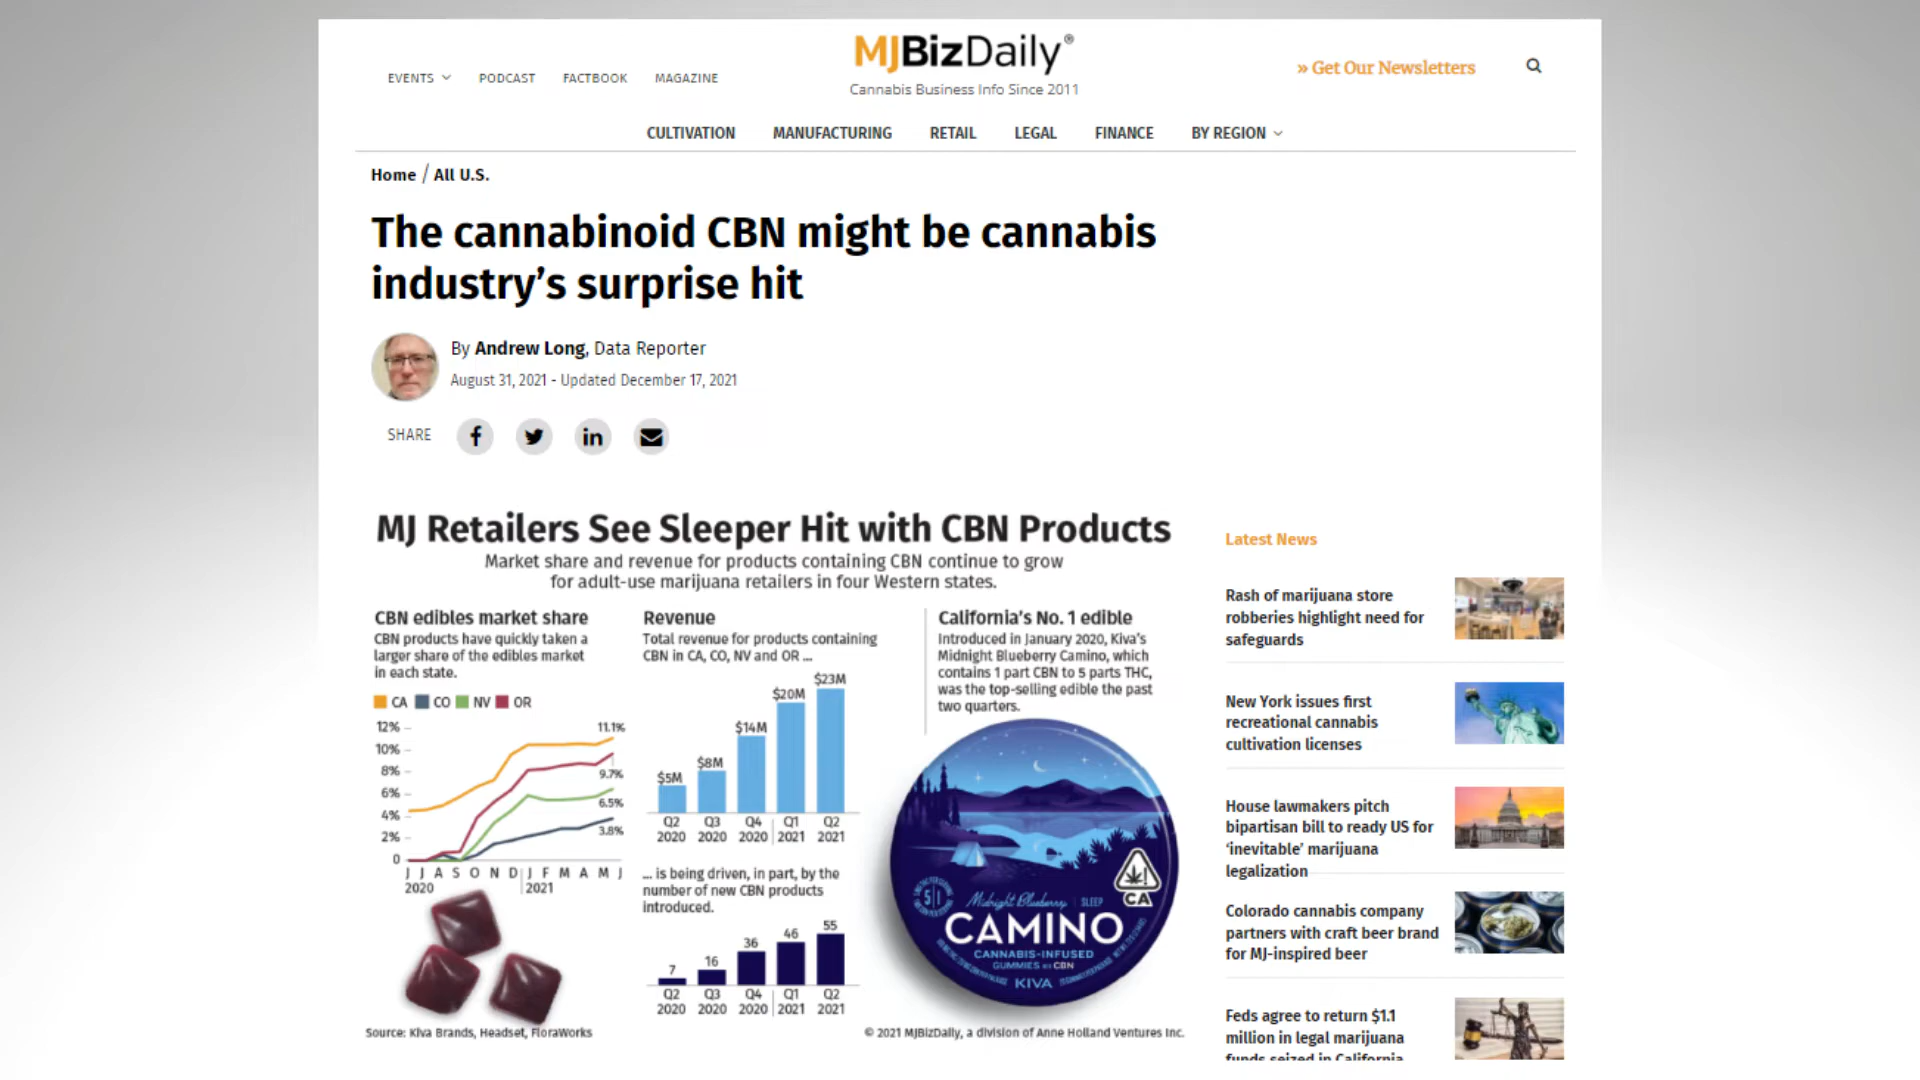 MJBizDaily®
Cannabis Business Info Since 2011
EVENTS
PODCAST
FACTBOOK
MAGAZINE
» Get Our Newsletters
CULTIVATION
MANUFACTURING
RETAIL
LEGAL
FINANCE
BY REGION
Home / All U.S.
The cannabinoid CBN might be cannabis
industry’s surprise hit
By Andrew Long, Data Reporter
August 31, 2021 - Updated December 17, 2021
SHARE
MJ Retailers See Sleeper Hit with CBN Products
Market share and revenue for products containing CBN continue to grow
for adult-use marijuana retailers in four Western states.
CBN edibles market share
CBN products have quickly taken a
larger share of the edibles market
in each state.
CA CO NV OR
12%
10%
8%
6%
4%
2%
0
11.1%
9.7%
6.5%
3.8%
J J A S O N D J F M A M J
2020 2021
Revenue
Total revenue for products containing
CBN in CA, CO, NV and OR ...
$5M
$8M
$14M
$20M
$23M
Q2 Q3 Q4 Q1 Q2
2020 2020 2020 2021 2021
... is being driven, in part, by the
number of new CBN products
introduced.
7
16
36
46
55
Q2 Q3 Q4 Q1 Q2
2020 2020 2020 2021 2021
California’s No. 1 edible
Introduced in January 2020, Kiva’s
Midnight Blueberry Camino, which
contains 1 part CBN to 5 parts THC,
was the top-selling edible the past
two quarters.
5|1
Midnight Blueberry SLEEP
CAMINO
CANNABIS-INFUSED
GUMMIES CBN
KIVA
CA
Source: Kiva Brands, Headset, FloraWorks
© 2021 MJBizDaily, a division of Anne Holland Ventures Inc.
Latest News
Rash of marijuana store
robberies highlight need for
safeguards
New York issues first
recreational cannabis
cultivation licenses
House lawmakers pitch
bipartisan bill to ready US for
‘inevitable’ marijuana
legalization
Colorado cannabis company
partners with craft beer brand
for MJ-inspired beer
Feds agree to return $1.1
million in legal marijuana
funds seized in California